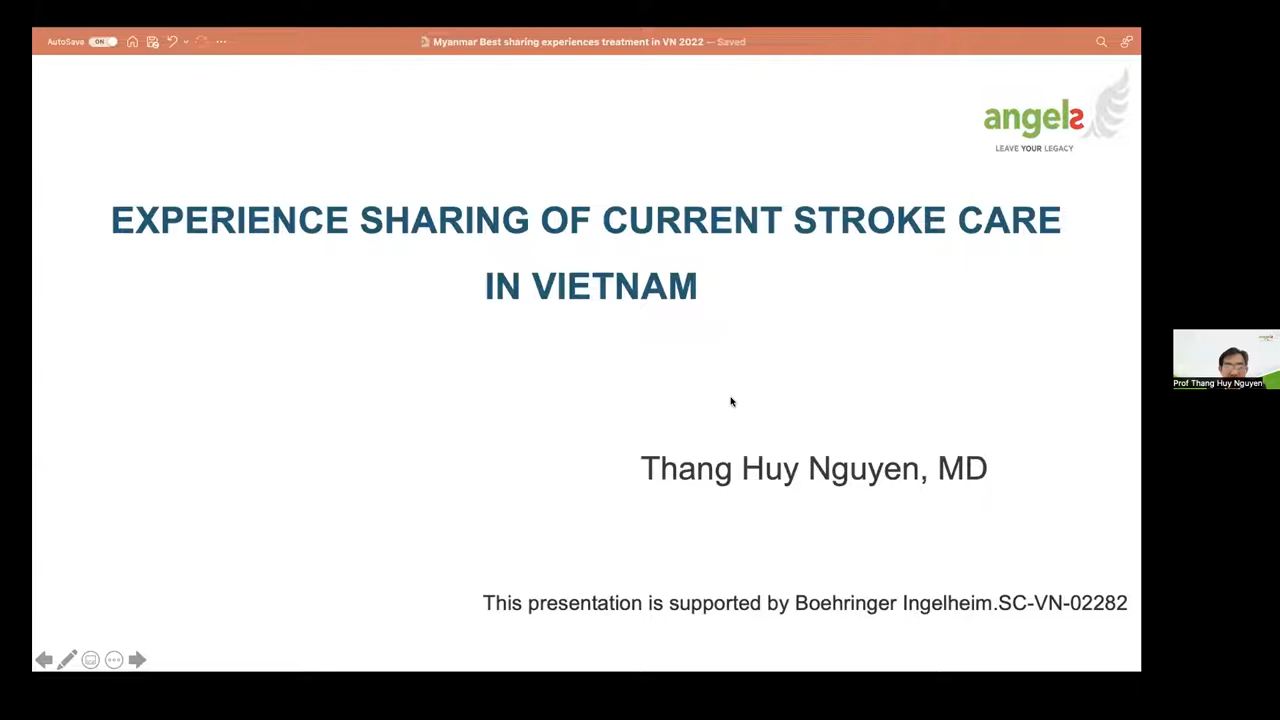 AutoSave ON
Myanmar Best sharing experiences treatment in VN 2022 — Saved
angels
LEAVE YOUR LEGACY
EXPERIENCE SHARING OF CURRENT STROKE CARE
IN VIETNAM
Prof Thang Huy Nguyen
Thang Huy Nguyen, MD
This presentation is supported by Boehringer Ingelheim.SC-VN-02282